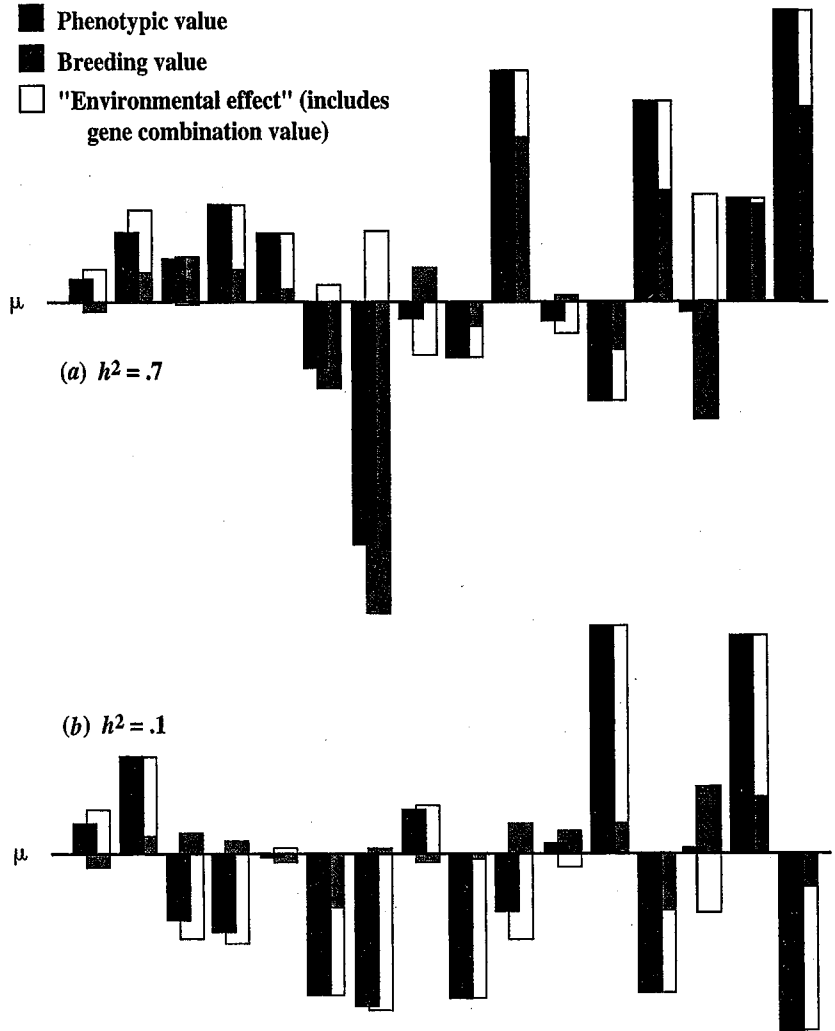 Phenotypic value
Breeding value
"Environmental effect" (includes
gene combination value)
μ
(a) h² = .7
(b) h² = .1
μ